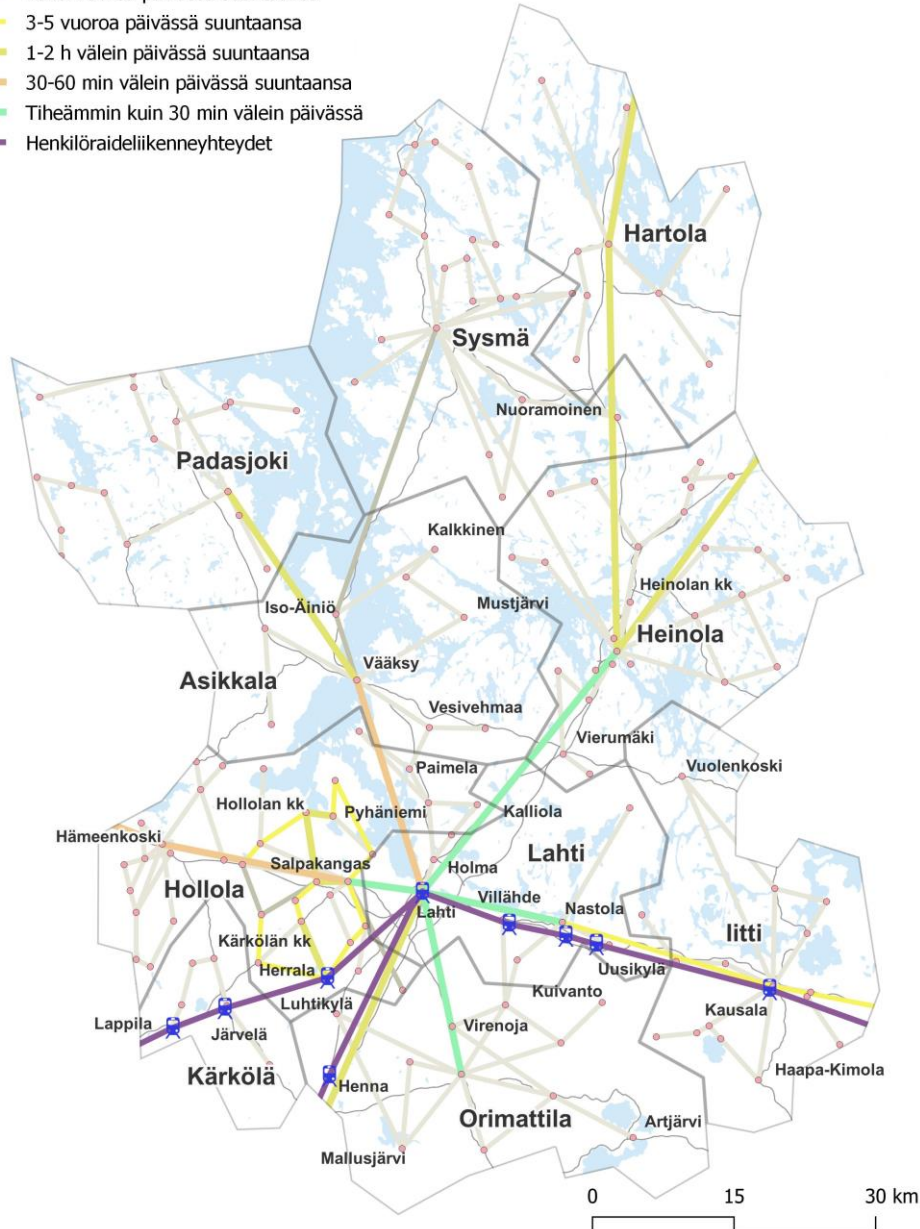 3-5 vuoroa päivässä suuntaansa
1-2 h välein päivässä suuntaansa
30-60 min välein päivässä suuntaansa
Tiheämmin kuin 30 min välein päivässä
Henkilöraideliikenneyhteydet
Hartola
Sysmä
Nuoramoinen
Padasjoki
Kalkkinen
Heinolan kk
Iso-Äiniö
Mustjärvi
Heinola
Vääksy
Asikkala
Vesivehmaa
Vierumäki
Paimela
Vuolenkoski
Hollolan kk
Pyhäniemi
Kalliola
Hämeenkoski
Lahti
Salpakangas
Holma
Hollola
Villähde
Lahti
Nastola
Iitti
Kärkölän kk
Herrala
Uusikylä
Kuivanto
Luhtikylä
Kausala
Lappila
Järvelä
Virenoja
Kärkölä
Henna
Haapa-Kimola
Orimattila
Artjärvi
Mallusjärvi
0 15 30 km